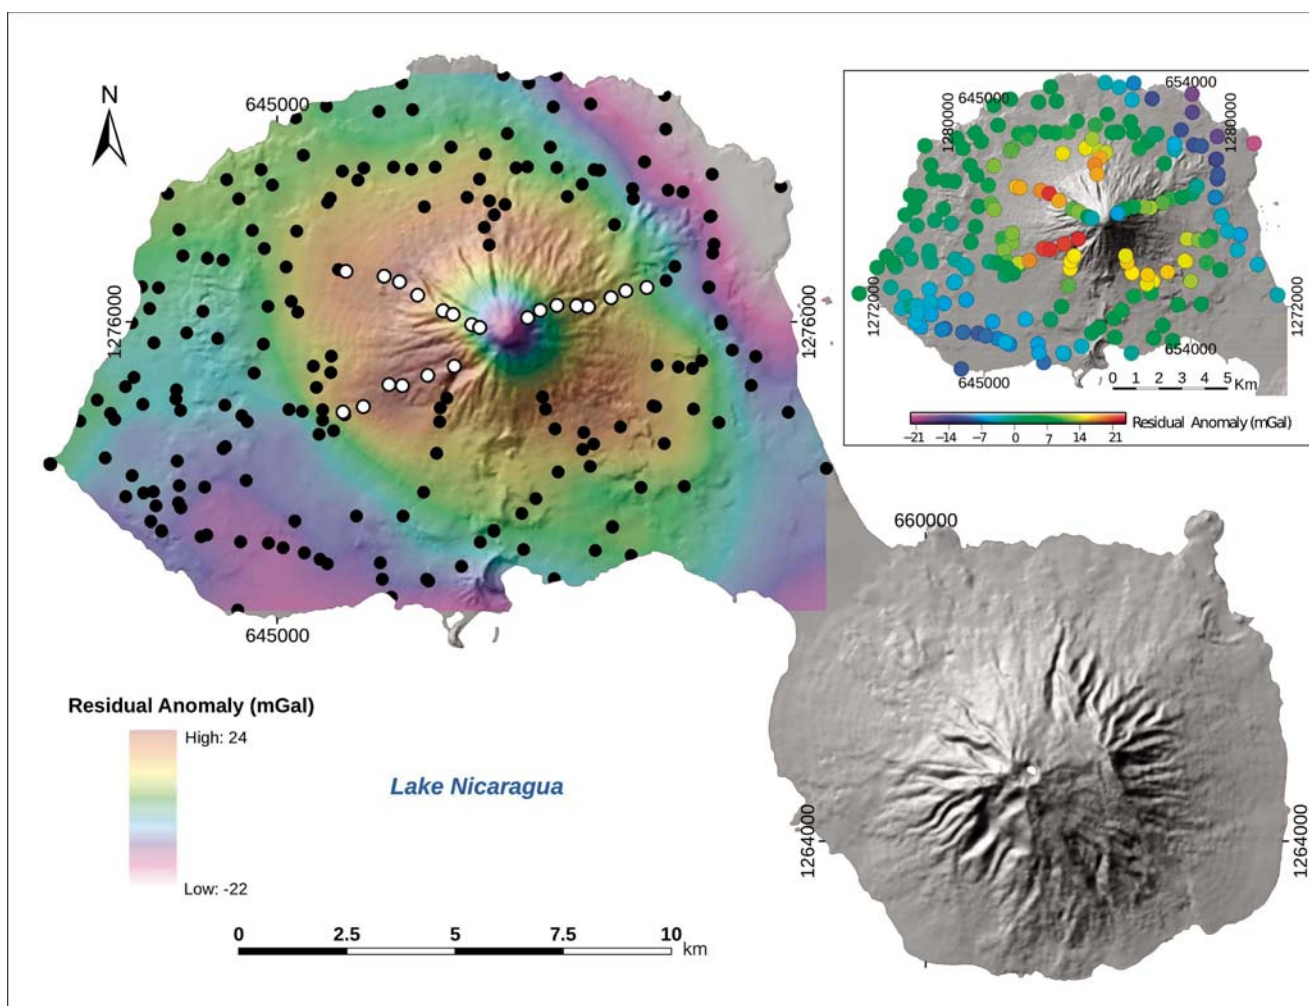 N
645000
1276000
1276000
645000
660000
1264000
1264000
645000
654000
1280000
1280000
1272000
1272000
654000
645000
0 1 2 3 4 5 Km
Residual Anomaly (mGal)
−21 −14 −7 0 7 14 21
Residual Anomaly (mGal)
High: 24
Low: -22
Lake Nicaragua
0 2.5 5 7.5 10
km